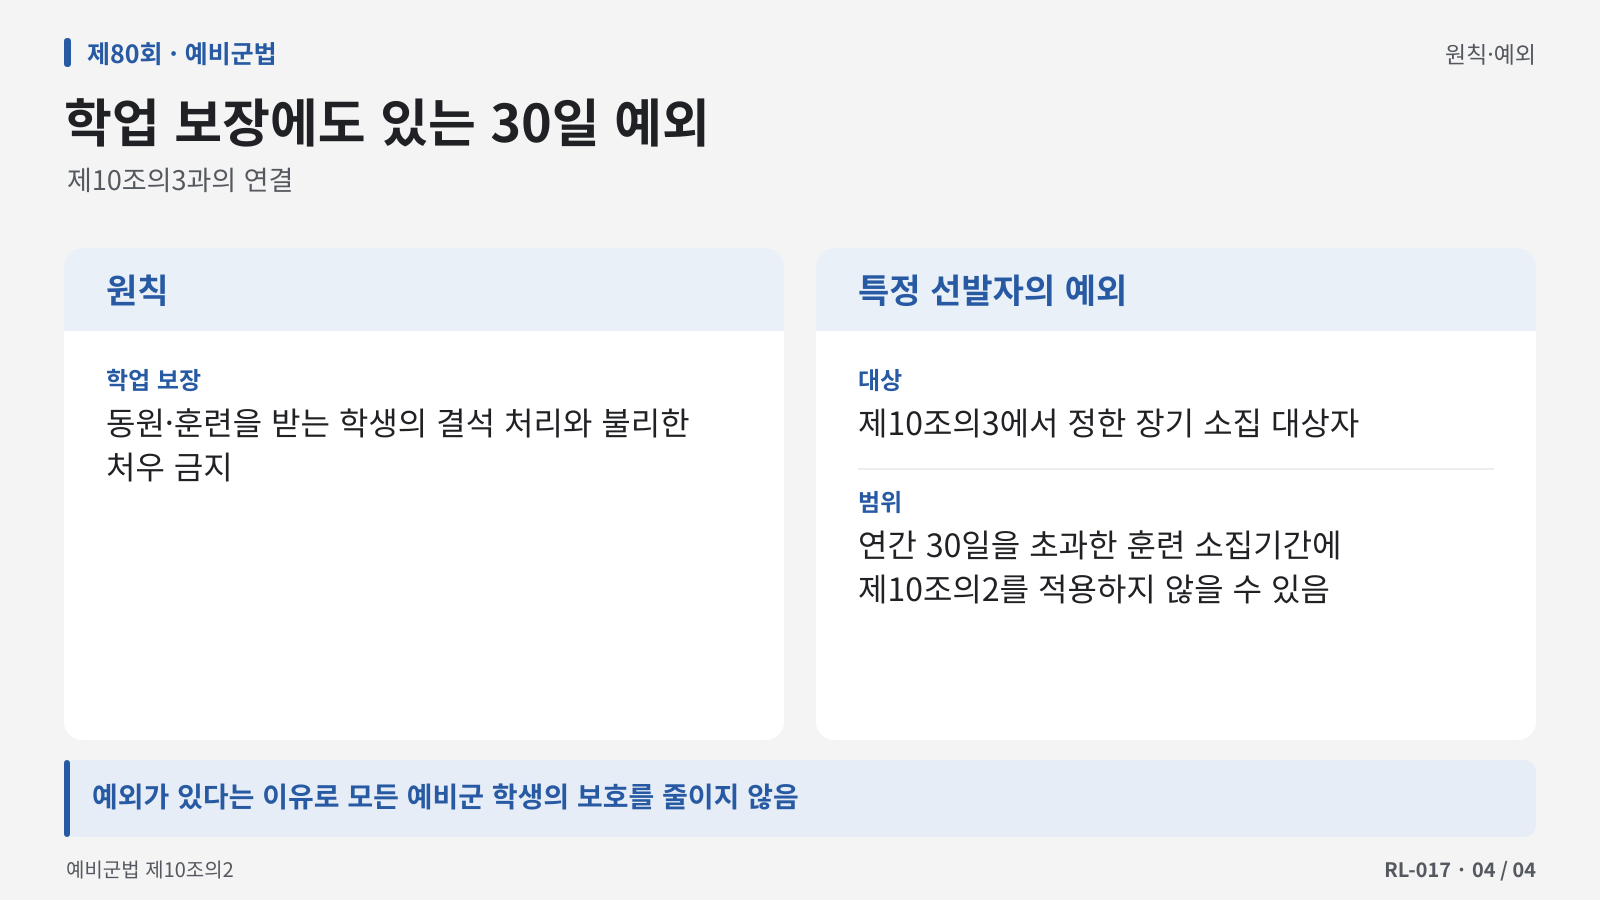 제80회 · 예비군법
원칙·예외
학업 보장에도 있는 30일 예외
제10조의3과의 연결
원칙
학업 보장
동원·훈련을 받는 학생의 결석 처리와 불리한
처우 금지
특정 선발자의 예외
대상
제10조의3에서 정한 장기 소집 대상자
범위
연간 30일을 초과한 훈련 소집기간에
제10조의2를 적용하지 않을 수 있음
예외가 있다는 이유로 모든 예비군 학생의 보호를 줄이지 않음
예비군법 제10조의2
RL-017 · 04 / 04